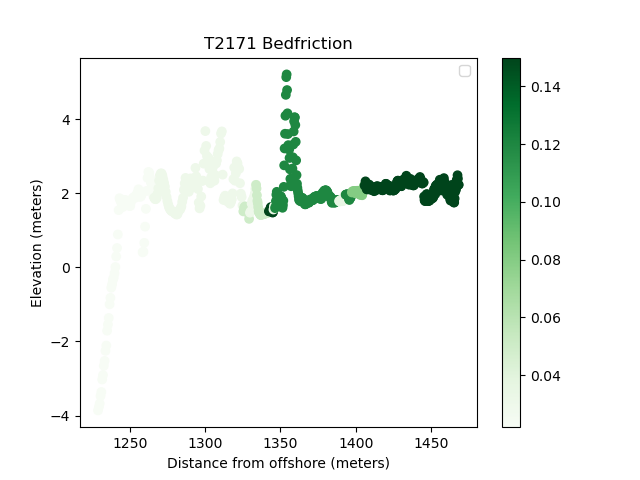 T2171 Bedfriction
Elevation (meters)
4
2
0
−2
−4
1250 1300 1350 1400 1450
Distance from offshore (meters)
0.14
0.12
0.10
0.08
0.06
0.04